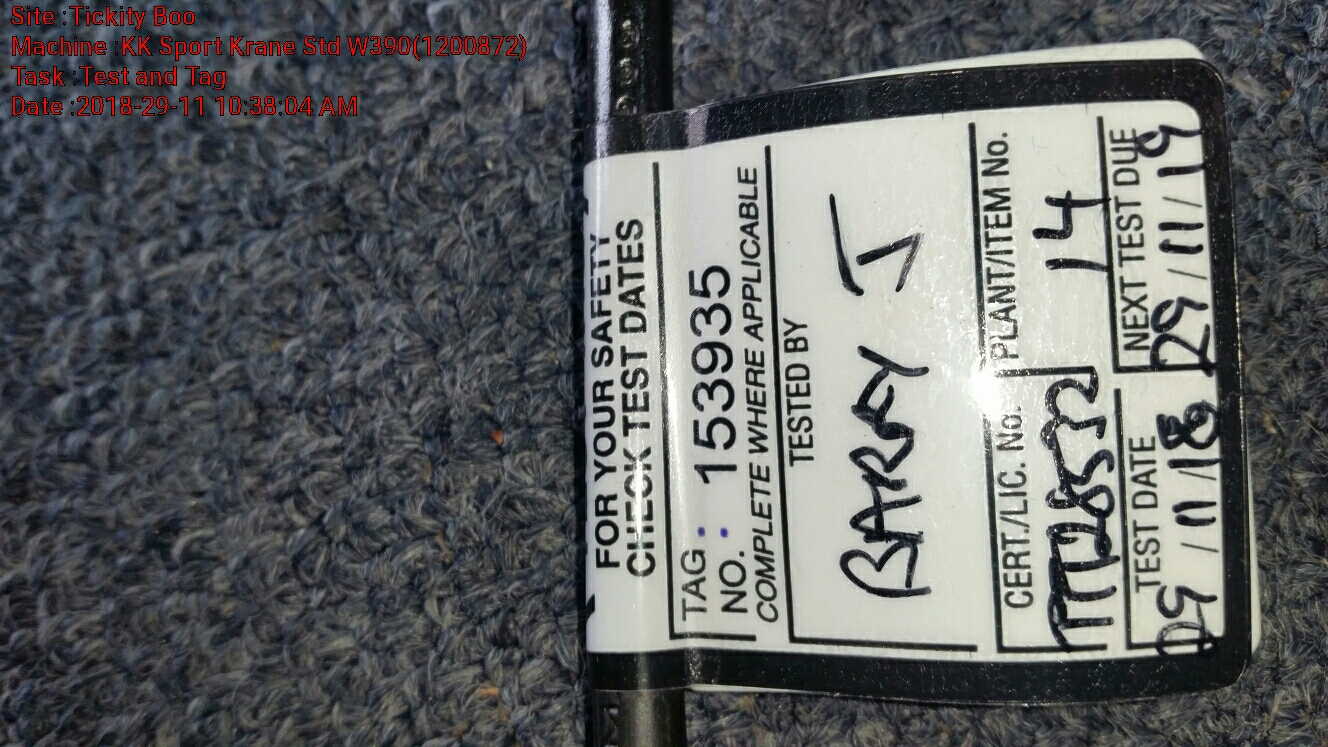 Site :Tickity Boo
Machine :KK Sport Krane Std W390(1200872)
Task :Test and Tag
Date :2018-29-11 10:38:04 AM
FOR YOUR SAFETY
CHECK TEST DATES
TAG : 153935
NO. :
COMPLETE WHERE APPLICABLE
TESTED BY
BARRY J
CERT./LIC. No. PLANT/ITEM No.
TTT28532 14
TEST DATE NEXT TEST DUE
29/11/18 29/11/19